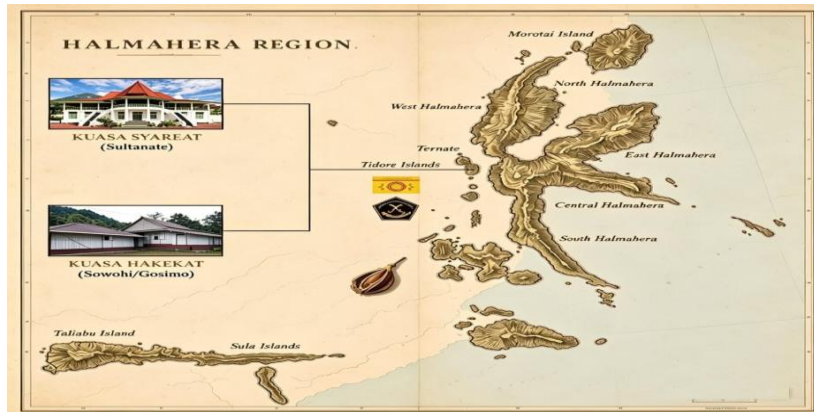 HALMAHERA REGION.
Morotai Island
North Halmahera
West Halmahera
KUASA SYAREAT
(Sultanate)
Ternate
Tidore Islands
East Halmahera
Central Halmahera
South Halmahera
KUASA HAKEKAT
(Sowohi/Gosimo)
Taliabu Island
Sula Islands